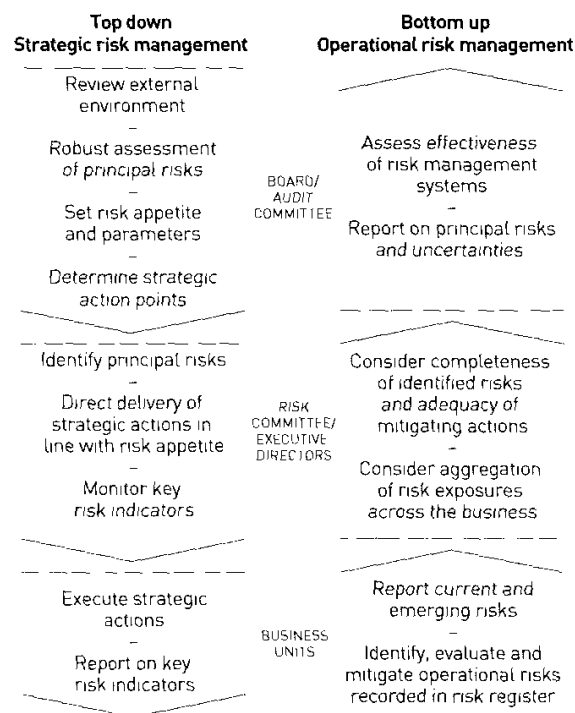 Top down
Strategic risk management
Review external
environment
–
Robust assessment
of principal risks
–
Set risk appetite
and parameters
–
Determine strategic
action points
Identify principal risks
–
Direct delivery of
strategic actions in
line with risk appetite
–
Monitor key
risk indicators
Execute strategic
actions
–
Report on key
risk indicators
BOARD/
AUDIT
COMMITTEE
RISK
COMMITTEE/
EXECUTIVE
DIRECTORS
BUSINESS
UNITS
Bottom up
Operational risk management
Assess effectiveness
of risk management
systems
–
Report on principal risks
and uncertainties
Consider completeness
of identified risks
and adequacy of
mitigating actions
–
Consider aggregation
of risk exposures
across the business
Report current and
emerging risks
–
Identify, evaluate and
mitigate operational risks
recorded in risk register